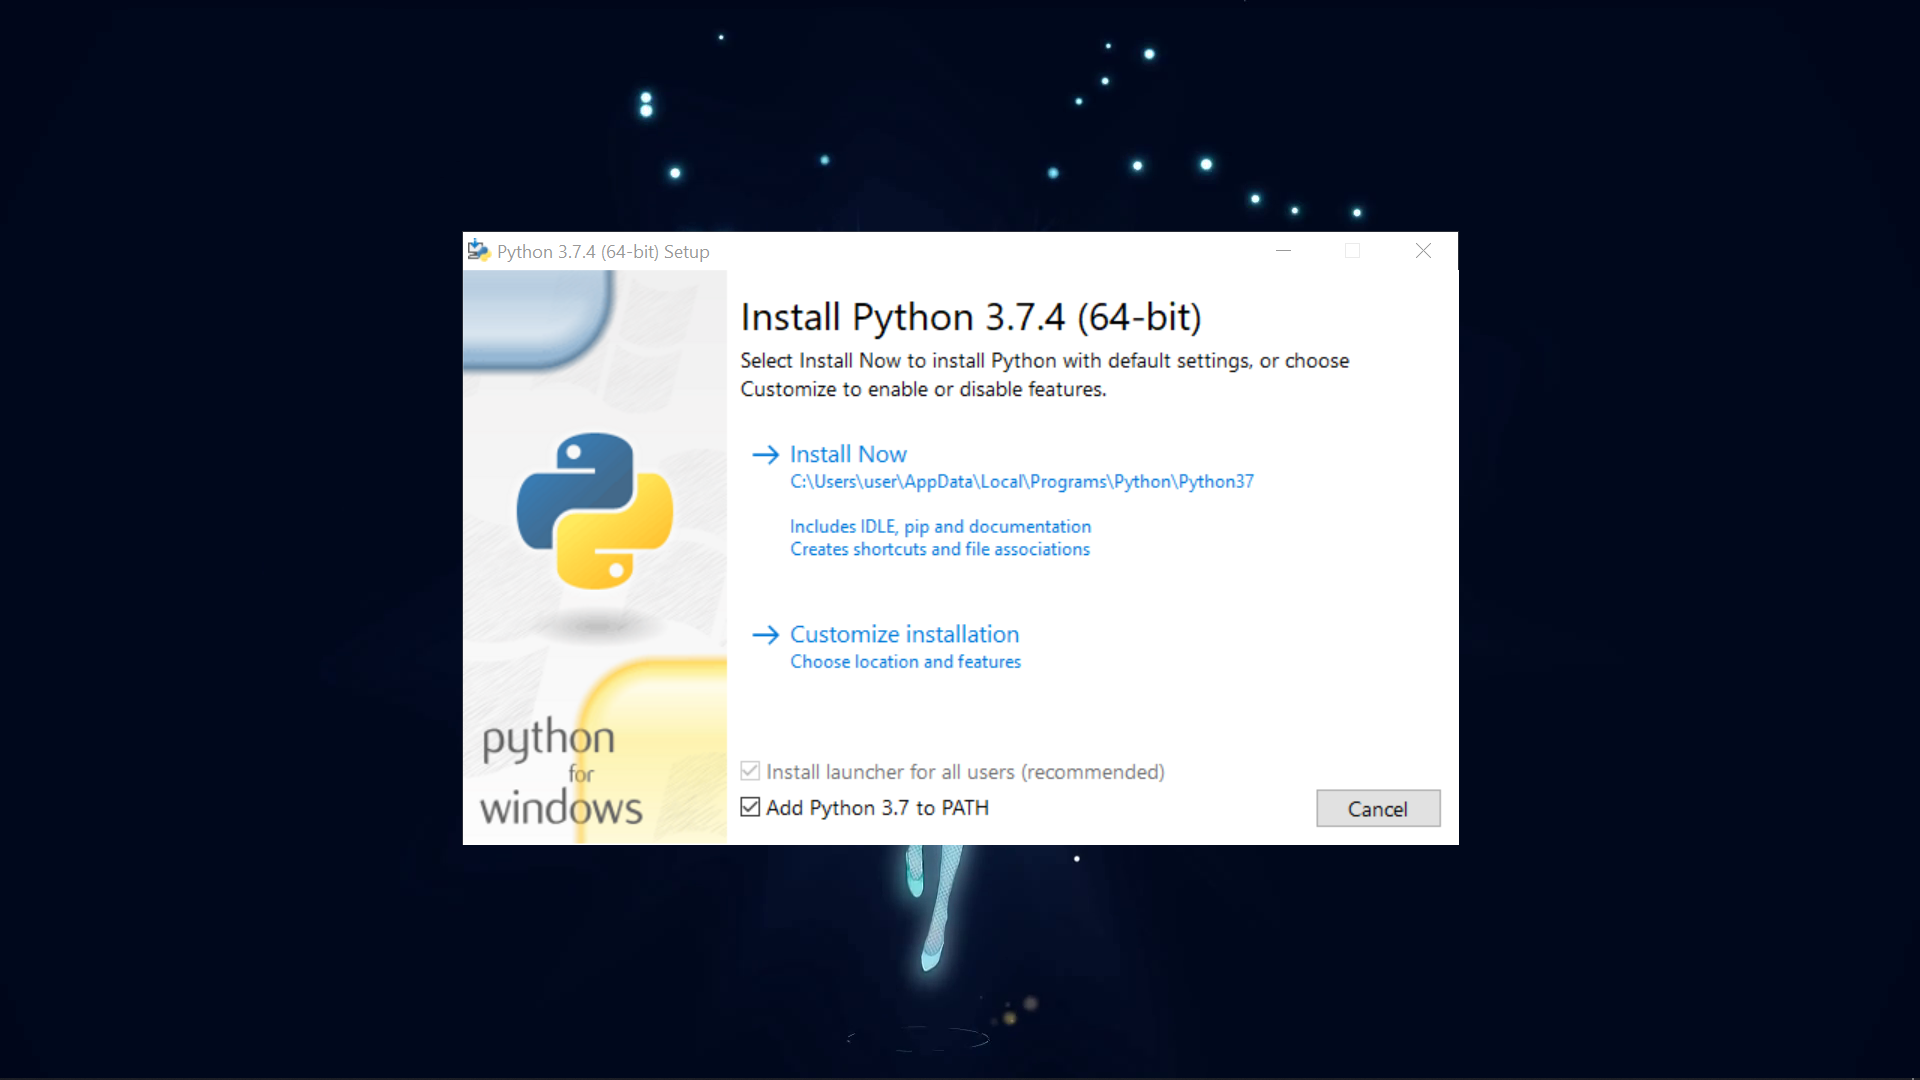 Python 3.7.4 (64-bit) Setup
Install Python 3.7.4 (64-bit)
Select Install Now to install Python with default settings, or choose
Customize to enable or disable features.
Install Now
C:\Users\user\AppData\Local\Programs\Python\Python37
Includes IDLE, pip and documentation
Creates shortcuts and file associations
Customize installation
Choose location and features
python
for
windows
Install launcher for all users (recommended)
Add Python 3.7 to PATH
Cancel